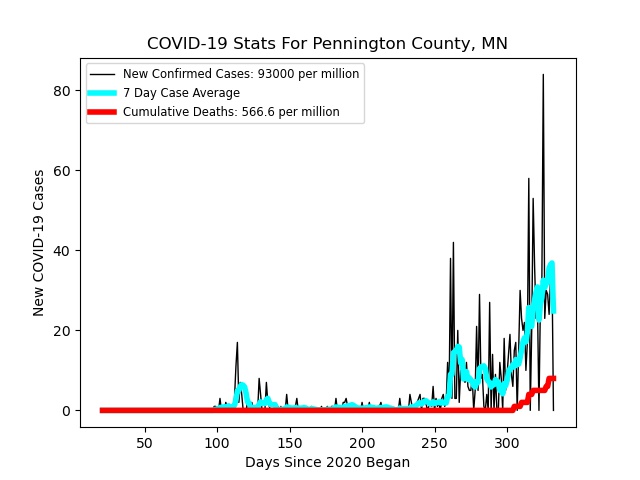 COVID-19 Stats For Pennington County, MN
New Confirmed Cases: 93000 per million
7 Day Case Average
Cumulative Deaths: 566.6 per million
New COVID-19 Cases
80
60
40
20
0
50 100 150 200 250 300
Days Since 2020 Began